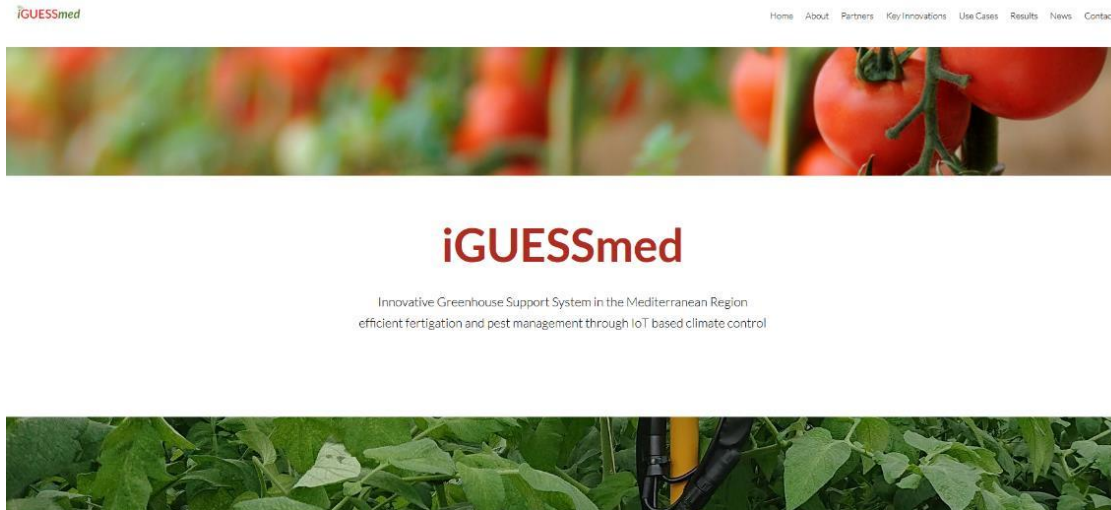 iGUESSmed
Home About Partners Key Innovations Use Cases Results News Contac
iGUESSmed
Innovative Greenhouse Support System in the Mediterranean Region
efficient fertigation and pest management through IoT based climate control